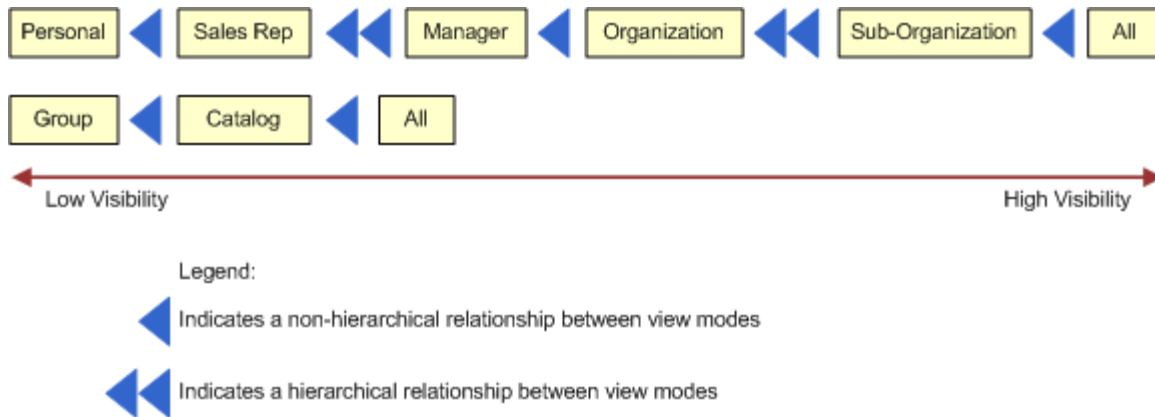 Personal Sales Rep Manager Organization Sub-Organization All
Group Catalog All
Low Visibility High Visibility
Legend:
Indicates a non-hierarchical relationship between view modes
Indicates a hierarchical relationship between view modes